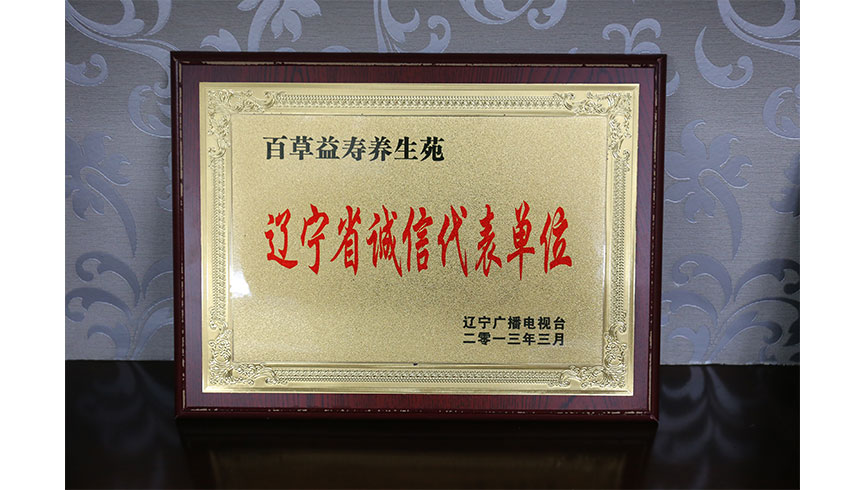 百草益寿养生苑
辽宁省诚信代表单位
辽宁广播电视台
二零一三年三月